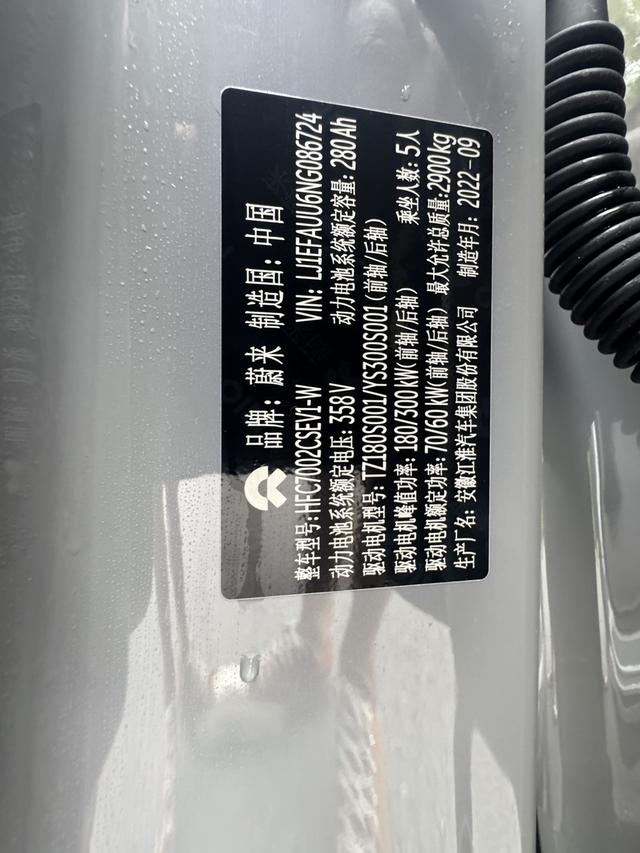 品牌：蔚来 制造国：中国
整车型号：HFC7002CSEV1-W VIN：LJ1EFAUU6NG086724
动力电池系统额定电压：358V 动力电池系统额定容量：280Ah
驱动电机型号：TZ180S001/YS300S001(前轴/后轴)
驱动电机峰值功率：180/300kW(前轴/后轴) 乘坐人数：5人
驱动电机额定功率：70/60kW(前轴/后轴) 最大允许总质量：2900kg
生产厂名：安徽江淮汽车集团股份有限公司 制造年月：2022-09